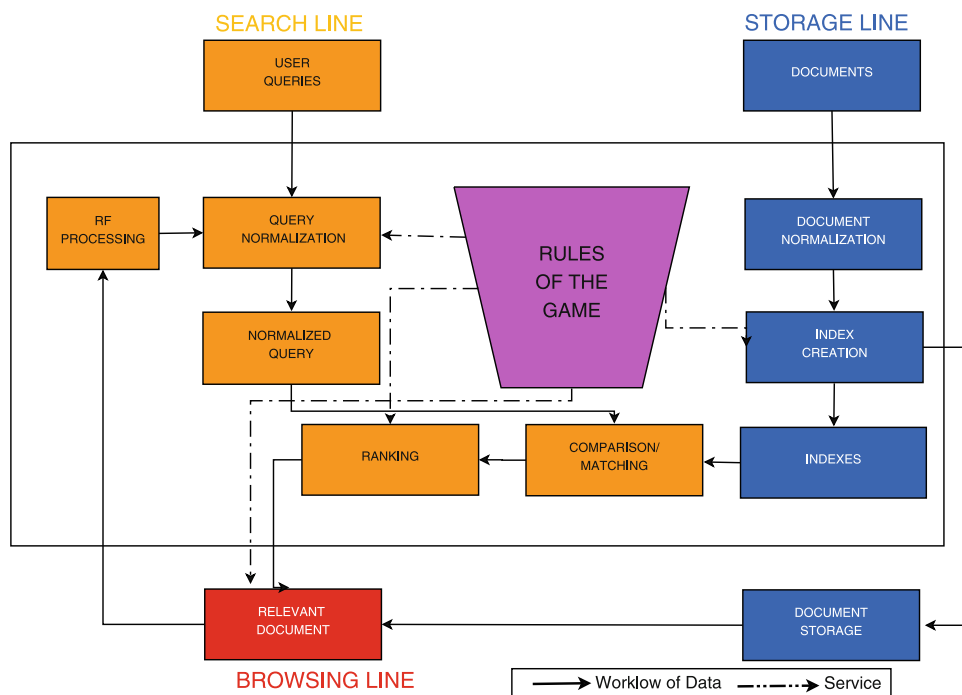 SEARCH LINE
STORAGE LINE
USER
QUERIES
DOCUMENTS
RF
PROCESSING
QUERY
NORMALIZATION
RULES
OF THE
GAME
DOCUMENT
NORMALIZATION
NORMALIZED
QUERY
INDEX
CREATION
RANKING
COMPARISON/
MATCHING
INDEXES
RELEVANT
DOCUMENT
DOCUMENT
STORAGE
BROWSING LINE
Worklow of Data
Service